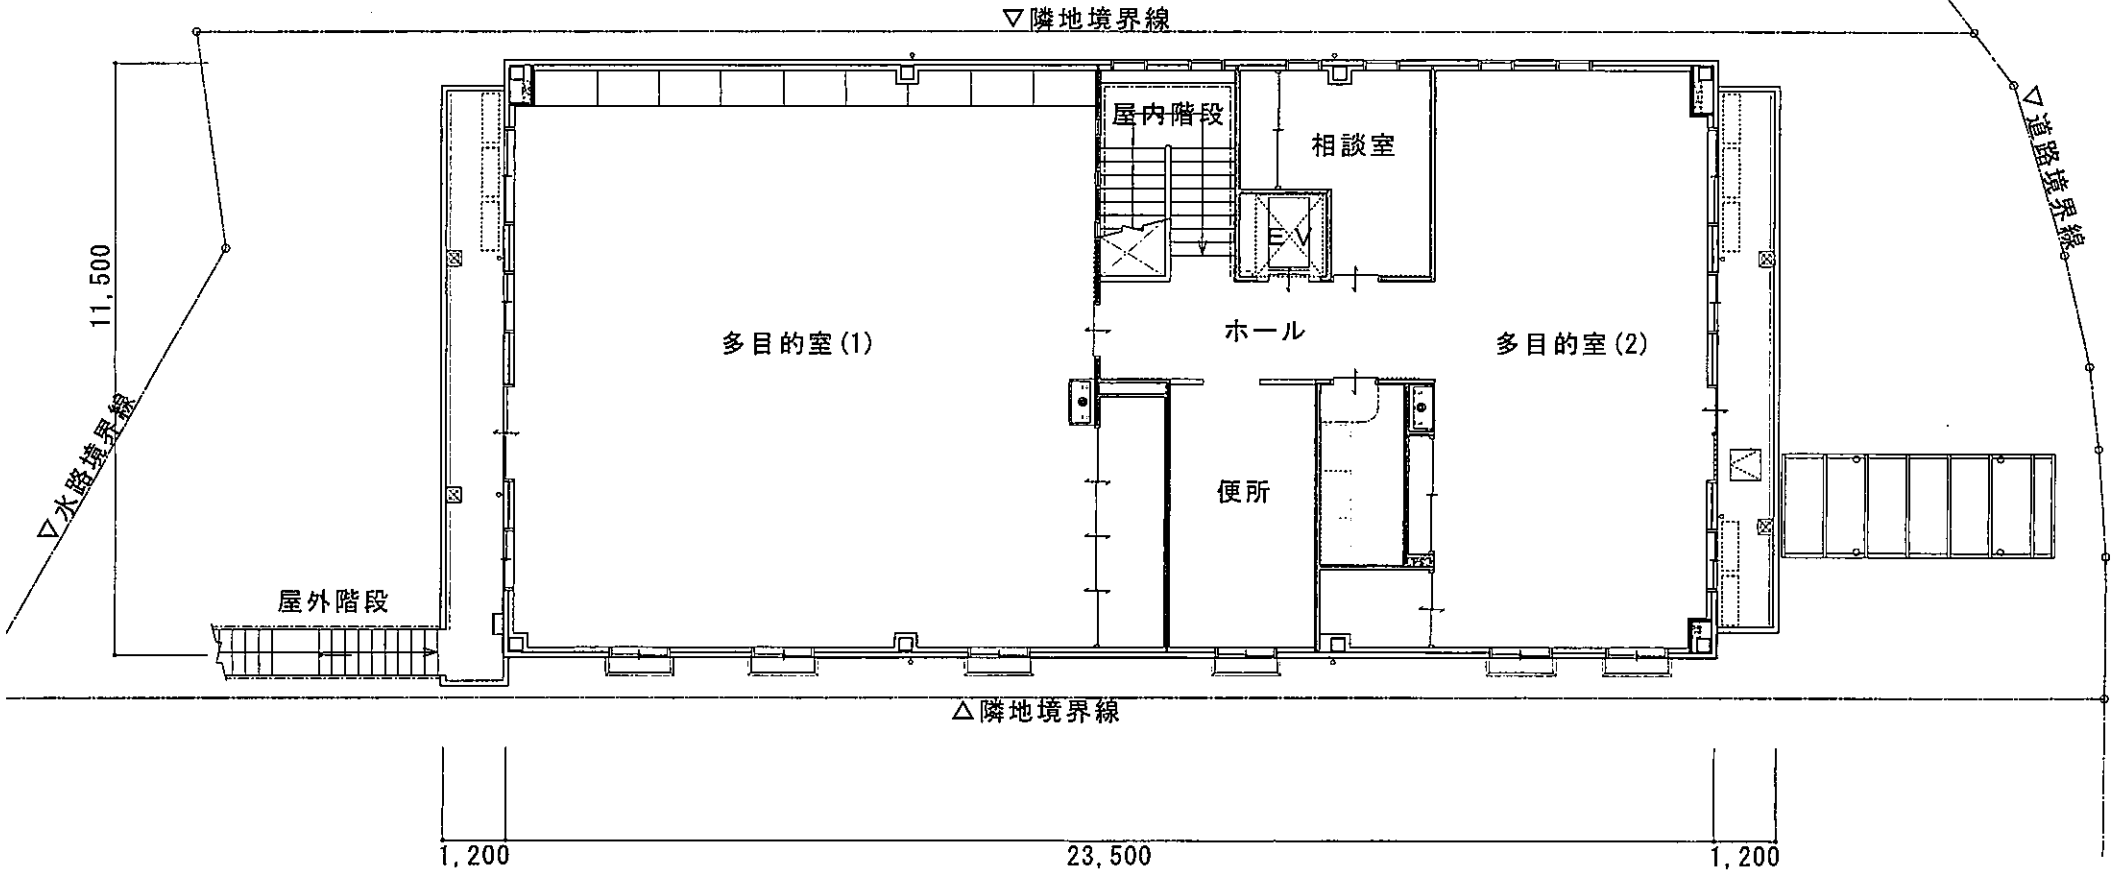 ▽隣地境界線
▽道路境界線
屋内階段
相談室
EV
11,500
多目的室(1)
ホール
多目的室(2)
▽水路境界線
便所
屋外階段
△隣地境界線
1,200
23,500
1,200